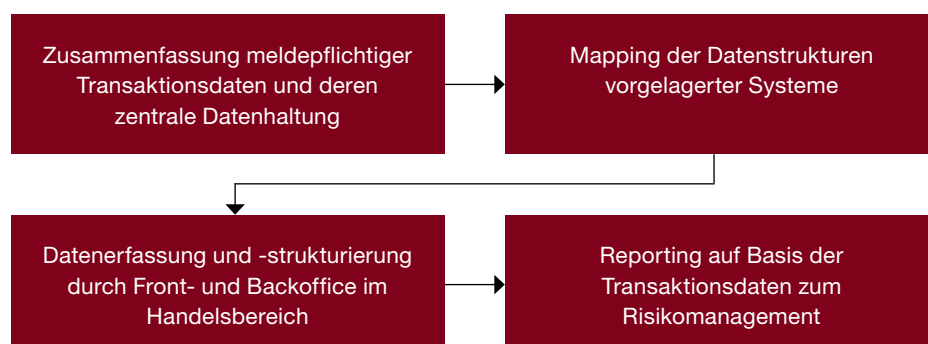 Zusammenfassung meldepflichtiger
Transaktionsdaten und deren
zentrale Datenhaltung
Mapping der Datenstrukturen
vorgelagerter Systeme
Datenerfassung und -strukturierung
durch Front- und Backoffice im
Handelsbereich
Reporting auf Basis der
Transaktionsdaten zum
Risikomanagement